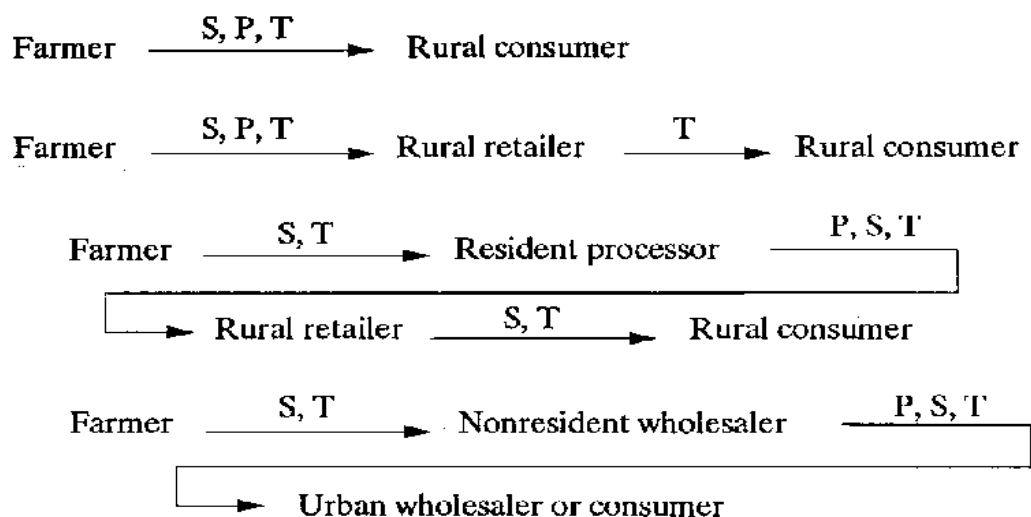 S, P, T
Farmer Rural consumer
S, P, T T
Farmer Rural retailer Rural consumer
S, T P, S, T
Farmer Resident processor
S, T
Rural retailer Rural consumer
S, T P, S, T
Farmer Nonresident wholesaler
Urban wholesaler or consumer